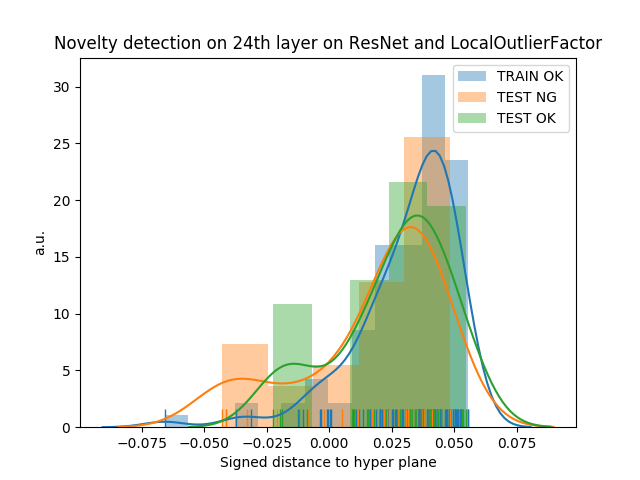 Novelty detection on 24th layer on ResNet and LocalOutlierFactor
TRAIN OK
TEST NG
TEST OK
a.u.
30
25
20
15
10
5
0
−0.075
−0.050
−0.025
0.000
0.025
0.050
0.075
Signed distance to hyper plane